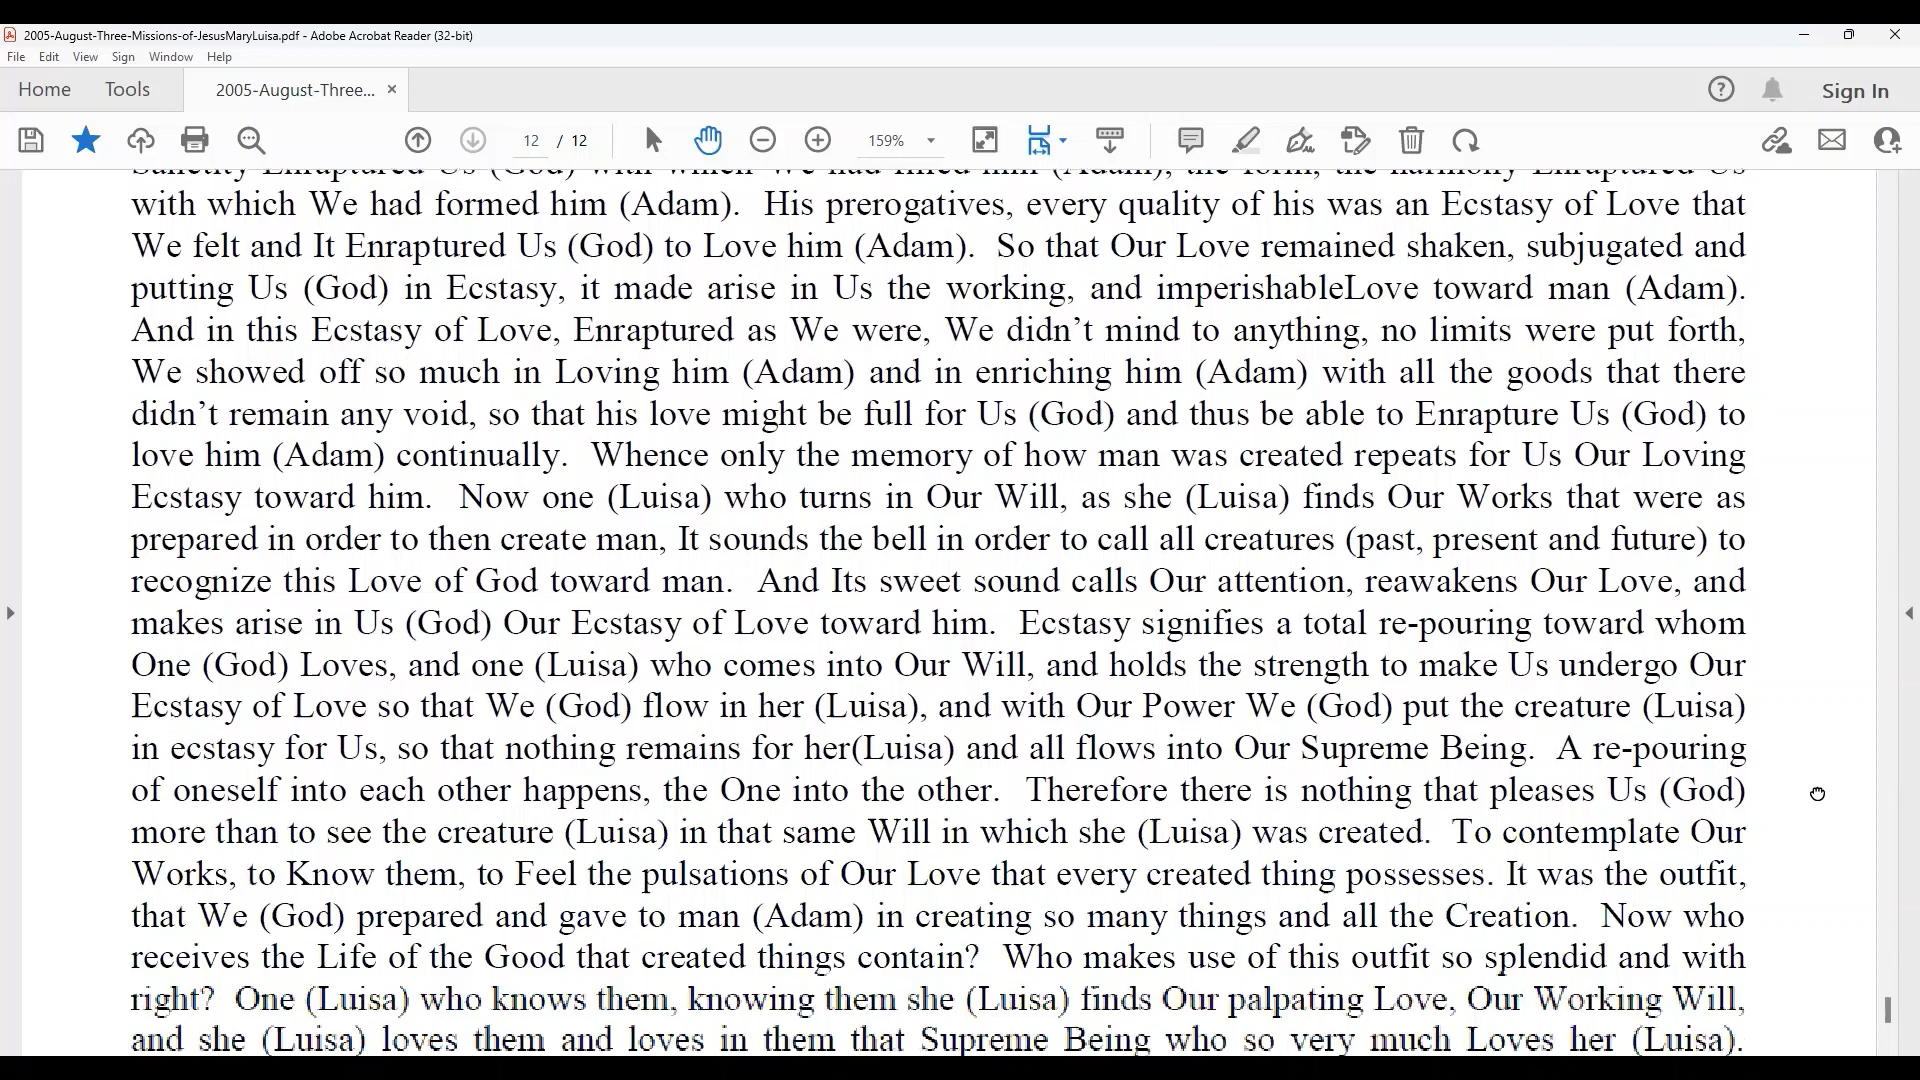 2005-August-Three-Missions-of-JesusMaryLuisa.pdf - Adobe Acrobat Reader (32-bit)
File Edit View Sign Window Help
Home Tools 2005-August-Three... × Sign In
12 / 12 159%
Sanctity Enraptured Us (God) with which We had filled him (Adam), the form, the harmony Enraptured Us
with which We had formed him (Adam). His prerogatives, every quality of his was an Ecstasy of Love that
We felt and It Enraptured Us (God) to Love him (Adam). So that Our Love remained shaken, subjugated and
putting Us (God) in Ecstasy, it made arise in Us the working, and imperishableLove toward man (Adam).
And in this Ecstasy of Love, Enraptured as We were, We didn't mind to anything, no limits were put forth,
We showed off so much in Loving him (Adam) and in enriching him (Adam) with all the goods that there
didn't remain any void, so that his love might be full for Us (God) and thus be able to Enrapture Us (God) to
love him (Adam) continually. Whence only the memory of how man was created repeats for Us Our Loving
Ecstasy toward him. Now one (Luisa) who turns in Our Will, as she (Luisa) finds Our Works that were as
prepared in order to then create man, It sounds the bell in order to call all creatures (past, present and future) to
recognize this Love of God toward man. And Its sweet sound calls Our attention, reawakens Our Love, and
makes arise in Us (God) Our Ecstasy of Love toward him. Ecstasy signifies a total re-pouring toward whom
One (God) Loves, and one (Luisa) who comes into Our Will, and holds the strength to make Us undergo Our
Ecstasy of Love so that We (God) flow in her (Luisa), and with Our Power We (God) put the creature (Luisa)
in ecstasy for Us, so that nothing remains for her(Luisa) and all flows into Our Supreme Being. A re-pouring
of oneself into each other happens, the One into the other. Therefore there is nothing that pleases Us (God)
more than to see the creature (Luisa) in that same Will in which she (Luisa) was created. To contemplate Our
Works, to Know them, to Feel the pulsations of Our Love that every created thing possesses. It was the outfit,
that We (God) prepared and gave to man (Adam) in creating so many things and all the Creation. Now who
receives the Life of the Good that created things contain? Who makes use of this outfit so splendid and with
right? One (Luisa) who knows them, knowing them she (Luisa) finds Our palpating Love, Our Working Will,
and she (Luisa) loves them and loves in them that Supreme Being who so very much Loves her (Luisa).